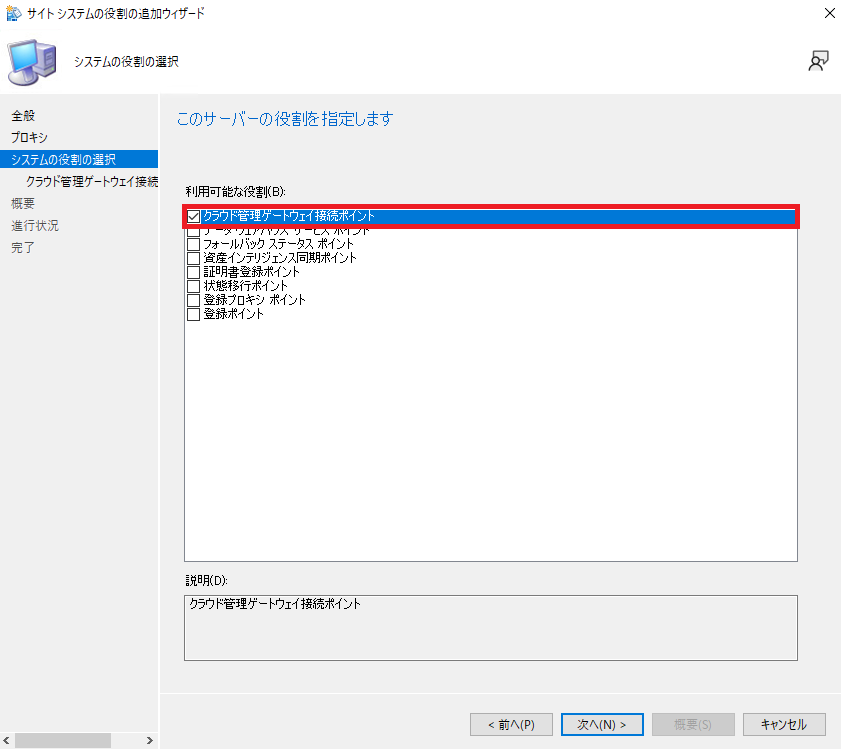 サイト システムの役割の追加ウィザード
システムの役割の選択
全般
プロキシ
システムの役割の選択
クラウド管理ゲートウェイ接続
概要
進行状況
完了
このサーバーの役割を指定します
利用可能な役割(B):
クラウド管理ゲートウェイ接続ポイント
データ ウェアハウス サービス ポイント
フォールバック ステータス ポイント
資産インテリジェンス同期ポイント
証明書登録ポイント
状態移行ポイント
登録プロキシ ポイント
登録ポイント
説明(D):
クラウド管理ゲートウェイ接続ポイント
< 前へ(P)
次へ(N) >
概要(S)
キャンセル